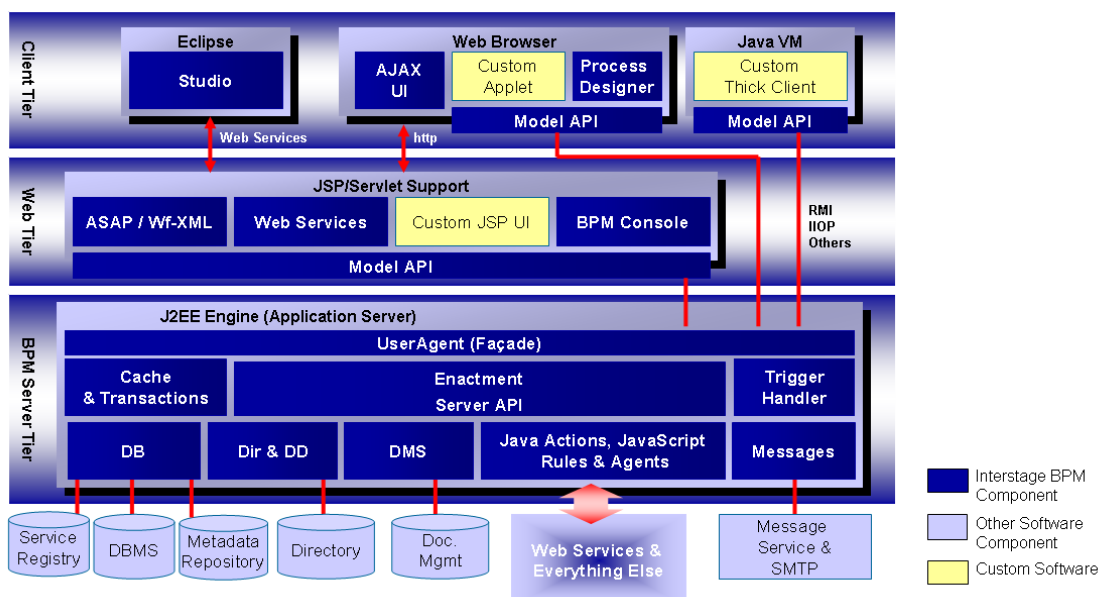 Client Tier
Eclipse
Studio
Web Browser
AJAX
UI
Custom
Applet
Process
Designer
Model API
Java VM
Custom
Thick Client
Model API
Web Services
http
Web Tier
JSP/Servlet Support
ASAP / Wf-XML
Web Services
Custom JSP UI
BPM Console
Model API
RMI
IIOP
Others
BPM Server Tier
J2EE Engine (Application Server)
UserAgent (Façade)
Cache
& Transactions
Enactment
Server API
Trigger
Handler
DB
Dir & DD
DMS
Java Actions, JavaScript
Rules & Agents
Messages
Service
Registry
DBMS
Metadata
Repository
Directory
Doc.
Mgmt
Web Services &
Everything Else
Message
Service &
SMTP
Interstage BPM
Component
Other Software
Component
Custom Software